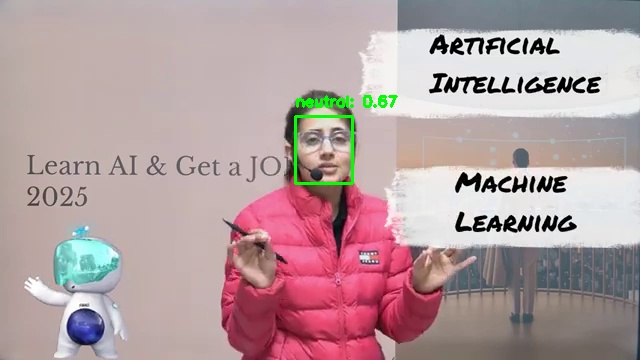 neutral: 0.67
Artificial
Intelligence
Learn AI & Get a JO
2025
Machine
Learning